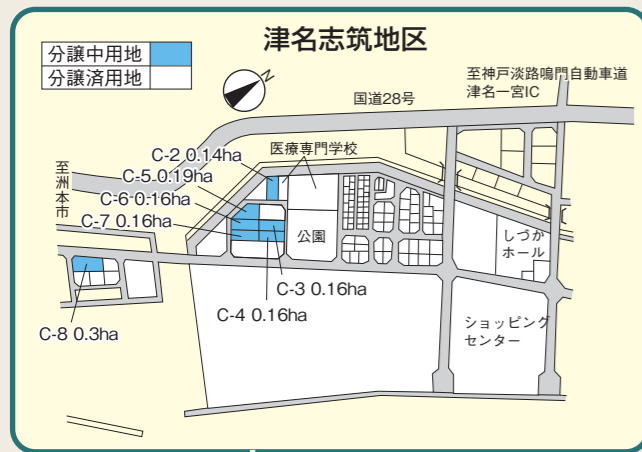 津名志筑地区
分譲中用地
分譲済用地
N
至神戸淡路鳴門自動車道
津名一宮IC
国道28号
医療専門学校
至洲本市
C-2 0.14ha
C-5 0.19ha
C-6 0.16ha
C-7 0.16ha
公園
しづか
ホール
C-3 0.16ha
C-4 0.16ha
C-8 0.3ha
ショッピング
センター